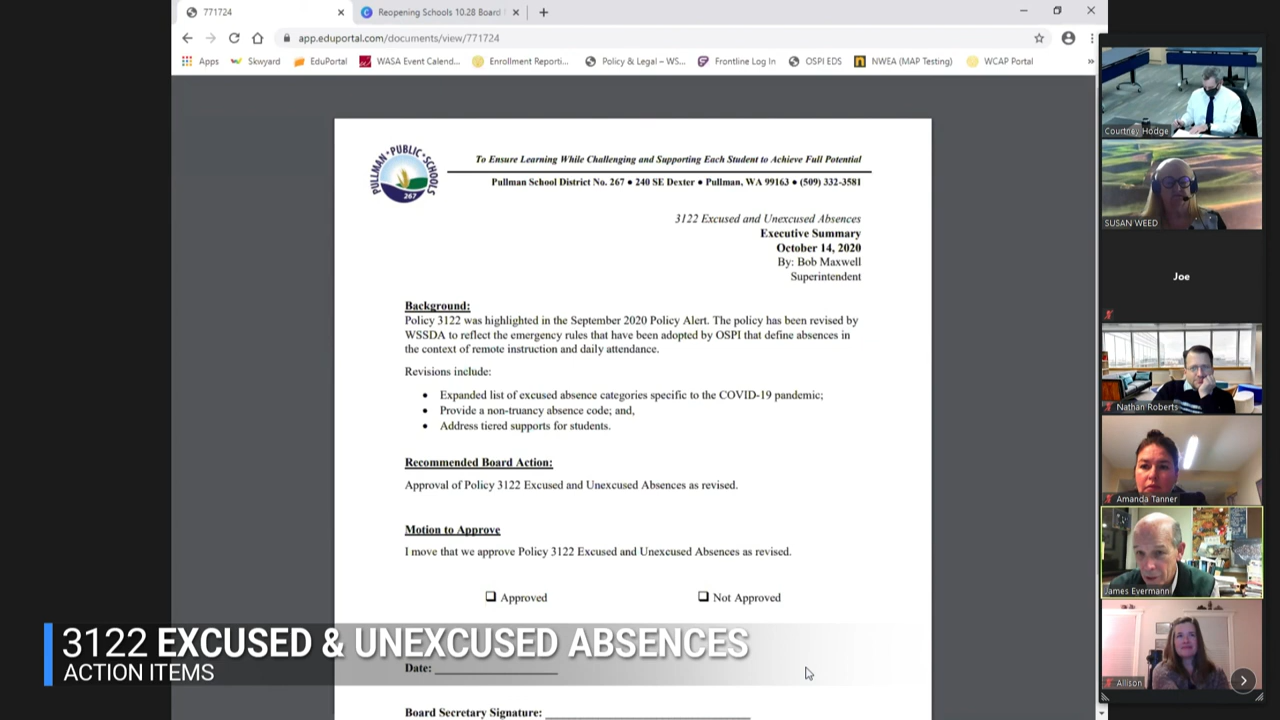 771724
Reopening Schools 10.28 Board
app.eduportal.com/documents/view/771724
Apps
Skwyard
EduPortal
WASA Event Calend...
Enrollment Reporti...
Policy & Legal – WS...
Frontline Log In
OSPI EDS
NWEA (MAP Testing)
WCAP Portal
»
PULLMAN • PUBLIC • SCHOOLS
267
To Ensure Learning While Challenging and Supporting Each Student to Achieve Full Potential
Pullman School District No. 267 ● 240 SE Dexter ● Pullman, WA 99163 ● (509) 332-3581
3122 Excused and Unexcused Absences
Executive Summary
October 14, 2020
By: Bob Maxwell
Superintendent
Background:
Policy 3122 was highlighted in the September 2020 Policy Alert. The policy has been revised by
WSSDA to reflect the emergency rules that have been adopted by OSPI that define absences in
the context of remote instruction and daily attendance.
Revisions include:
• Expanded list of excused absence categories specific to the COVID-19 pandemic;
• Provide a non-truancy absence code; and,
• Address tiered supports for students.
Recommended Board Action:
Approval of Policy 3122 Excused and Unexcused Absences as revised.
Motion to Approve
I move that we approve Policy 3122 Excused and Unexcused Absences as revised.
❑ Approved
❑ Not Approved
Date: ____________________
Board Secretary Signature: ____________________
3122 EXCUSED & UNEXCUSED ABSENCES
ACTION ITEMS
Courtney Hodge
SUSAN WEED
Joe
Nathan Roberts
Amanda Tanner
James Evermann
Allison